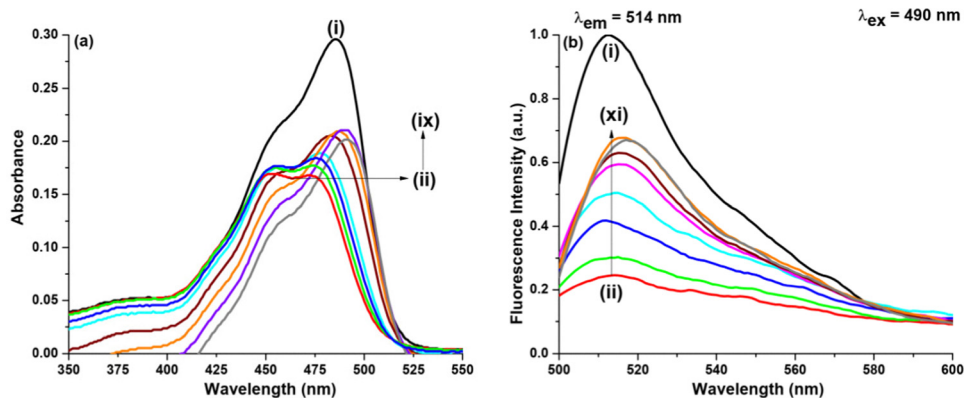 λem = 514 nm
λex = 490 nm
(a)
(i)
(ix)
(ii)
Absorbance
0.30
0.25
0.20
0.15
0.10
0.05
0.00
350 375 400 425 450 475 500 525 550
Wavelength (nm)
(b)
(i)
(xi)
(ii)
Fluorescence Intensity (a.u.)
1.0
0.8
0.6
0.4
0.2
0.0
500 520 540 560 580 600
Wavelength (nm)